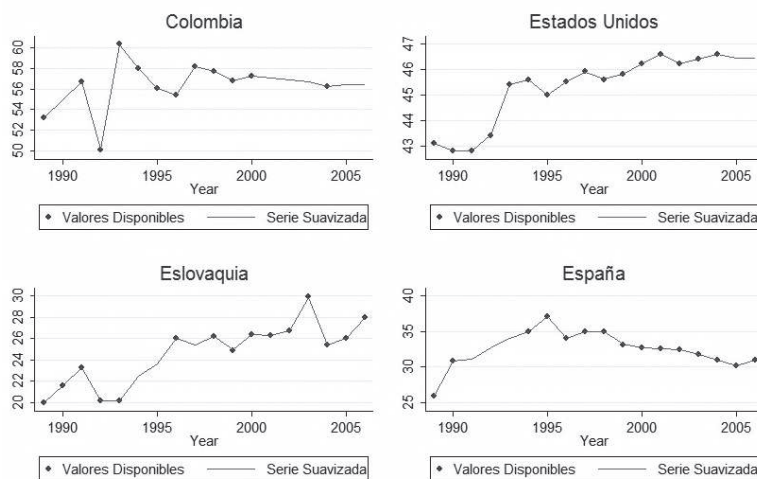 Colombia
60
58
56
54
52
50
1990
1995
2000
2005
Year
Valores Disponibles
Serie Suavizada
Estados Unidos
47
46
45
44
43
1990
1995
2000
2005
Year
Valores Disponibles
Serie Suavizada
Eslovaquia
30
28
26
24
22
20
1990
1995
2000
2005
Year
Valores Disponibles
Serie Suavizada
España
40
35
30
25
1990
1995
2000
2005
Year
Valores Disponibles
Serie Suavizada